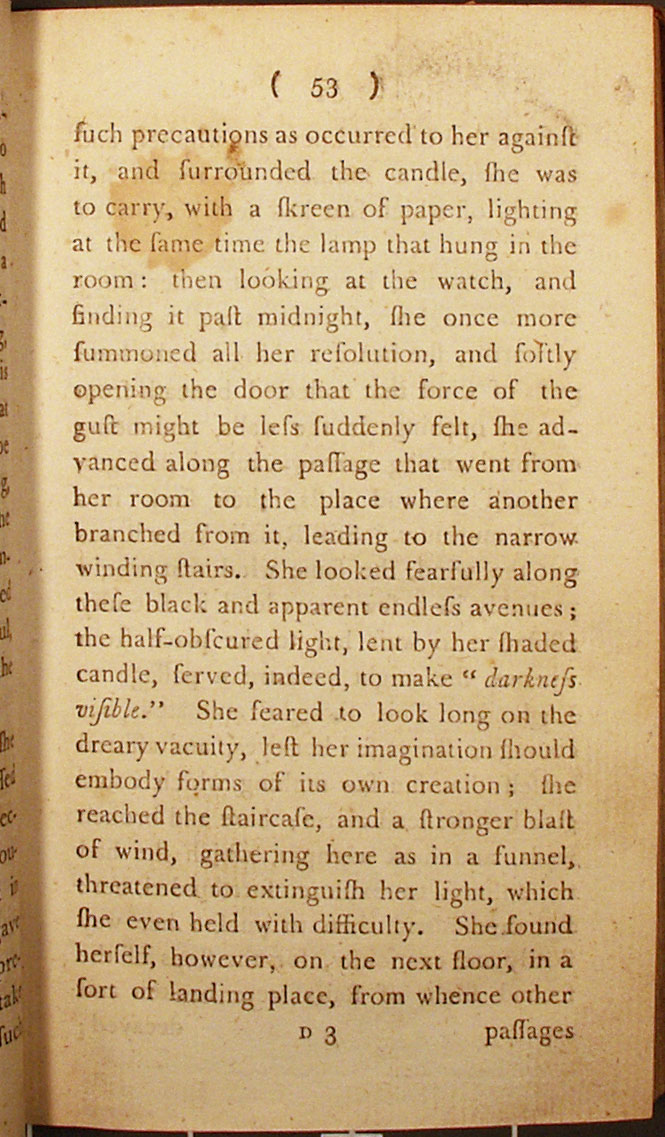 ( 53 )
ſuch precautions as occurred to her againſt
it, and ſurrounded the candle, ſhe was
to carry, with a ſkreen of paper, lighting
at the ſame time the lamp that hung in the
room : then looking at the watch, and
finding it paſt midnight, ſhe once more
ſummoned all her reſolution, and ſoftly
opening the door that the force of the
guſt might be leſs ſuddenly felt, ſhe ad-
vanced along the paſſage that went from
her room to the place where another
branched from it, leading to the narrow
winding ſtairs. She looked fearfully along
theſe black and apparent endleſs avenues ;
the half-obſcured light, lent by her ſhaded
candle, ſerved, indeed, to make “ darkneſs
viſible.” She feared to look long on the
dreary vacuity, leſt her imagination ſhould
embody forms of its own creation ; ſhe
reached the ſtaircaſe, and a ſtronger blaſt
of wind, gathering here as in a funnel,
threatened to extinguiſh her light, which
ſhe even held with difficulty. She found
herſelf, however, on the next floor, in a
ſort of landing place, from whence other
D 3 paſſages